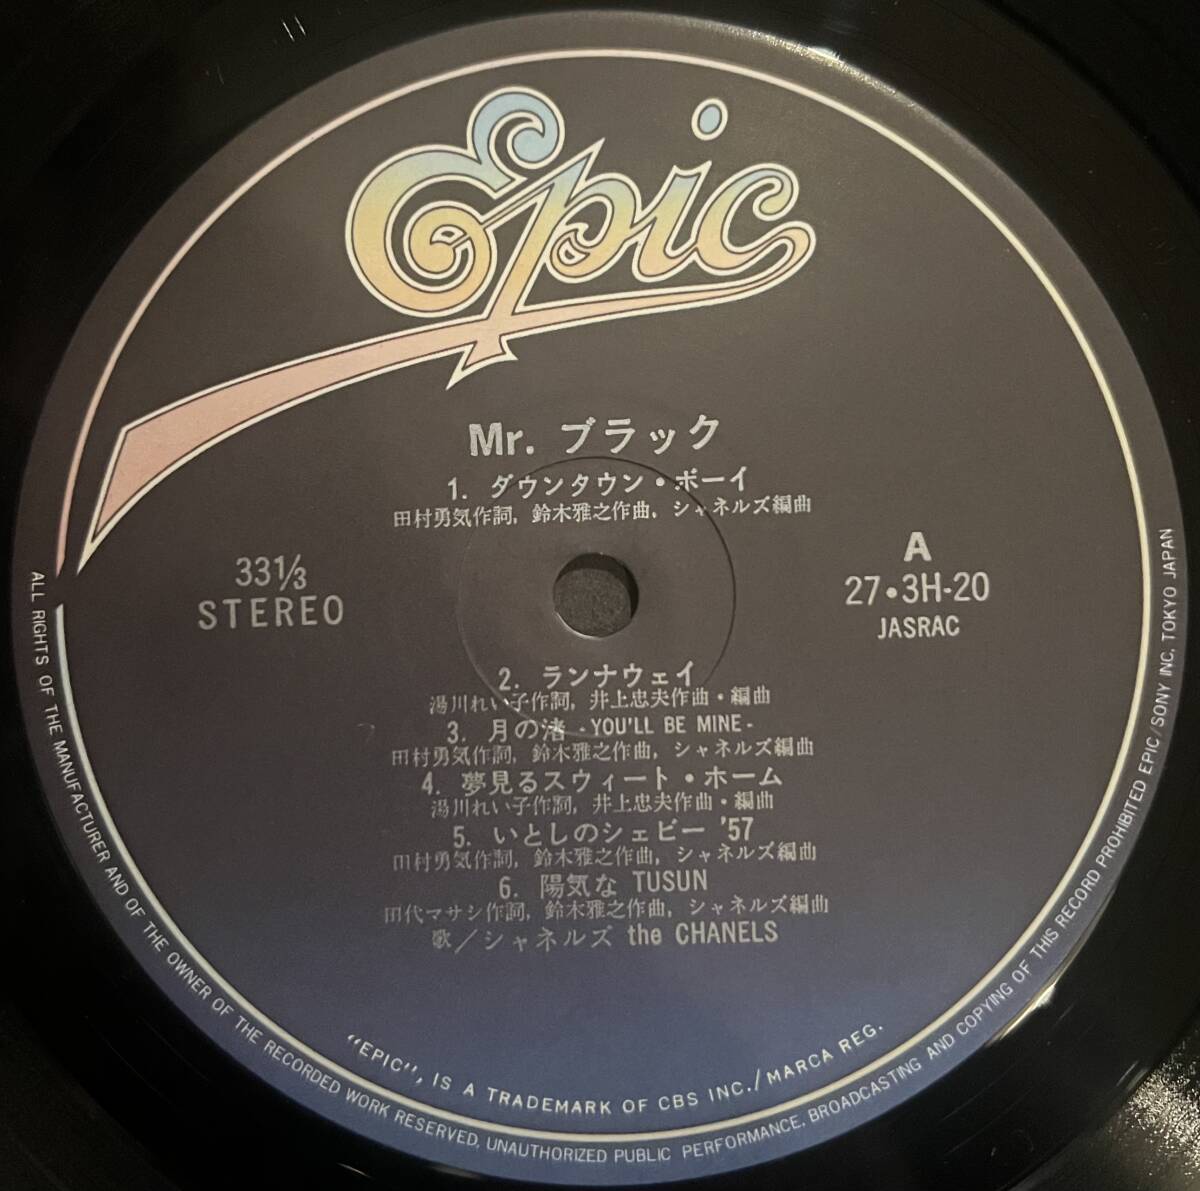 Epic
Mr. ブラック
1. ダウンタウン・ボーイ
田村勇気作詞, 鈴木雅之作曲, シャネルズ編曲
33⅓
STEREO
A
27・3H-20
JASRAC
2. ランナウェイ
湯川れい子作詞, 井上忠夫作曲・編曲
3. 月の渚 -YOU'LL BE MINE-
田村勇気作詞, 鈴木雅之作曲, シャネルズ編曲
4. 夢見るスウィート・ホーム
湯川れい子作詞, 井上忠夫作曲・編曲
5. いとしのシェビー '57
田村勇気作詞, 鈴木雅之作曲, シャネルズ編曲
6. 陽気な TUSUN
田代マサシ作詞, 鈴木雅之作曲, シャネルズ編曲
歌／シャネルズ the CHANELS
"EPIC", IS A TRADEMARK OF CBS INC./MARCA REG.
ALL RIGHTS OF THE MANUFACTURER AND OF THE OWNER OF THE RECORDED WORK RESERVED. UNAUTHORIZED PUBLIC PERFORMANCE, BROADCASTING AND COPYING OF THIS RECORD PROHIBITED EPIC/SONY INC. TOKYO JAPAN